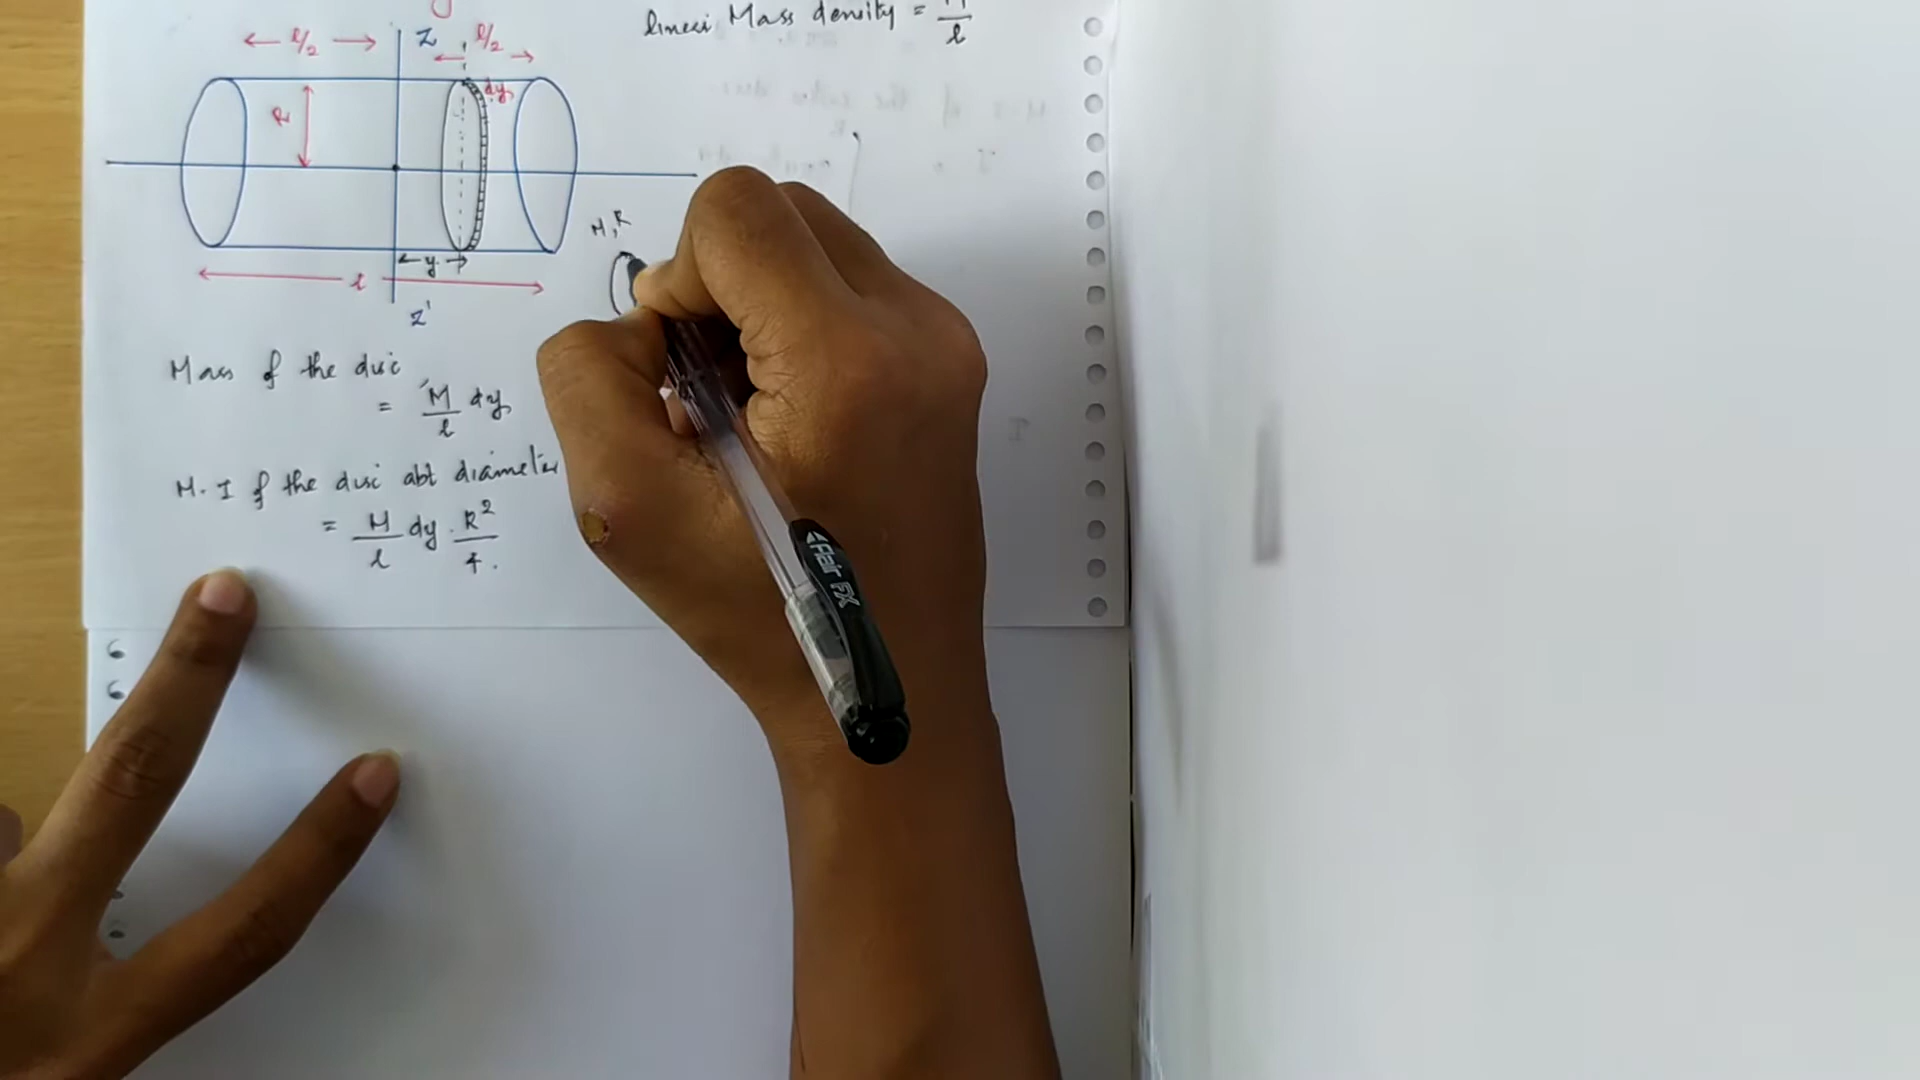 linear Mass density = M/l
l/2
Z
l/2
dy
R
M, R
y
l
Z'
Mass of the disc
= M/l dy
M. I of the disc abt diameter
= M/l dy . R²/4.
Flair FX